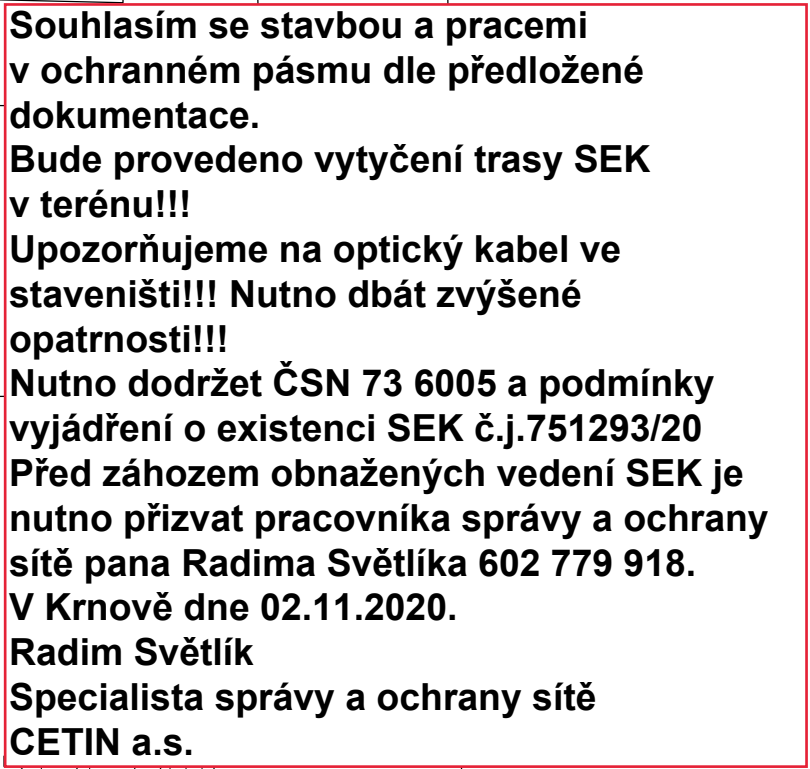 Souhlasím se stavbou a pracemi
v ochranném pásmu dle předložené
dokumentace.
Bude provedeno vytyčení trasy SEK
v terénu!!!
Upozorňujeme na optický kabel ve
staveništi!!! Nutno dbát zvýšené
opatrnosti!!!
Nutno dodržet ČSN 73 6005 a podmínky
vyjádření o existenci SEK č.j.751293/20
Před záhozem obnažených vedení SEK je
nutno přizvat pracovníka správy a ochrany
sítě pana Radima Světlíka 602 779 918.
V Krnově dne 02.11.2020.
Radim Světlík
Specialista správy a ochrany sítě
CETIN a.s.